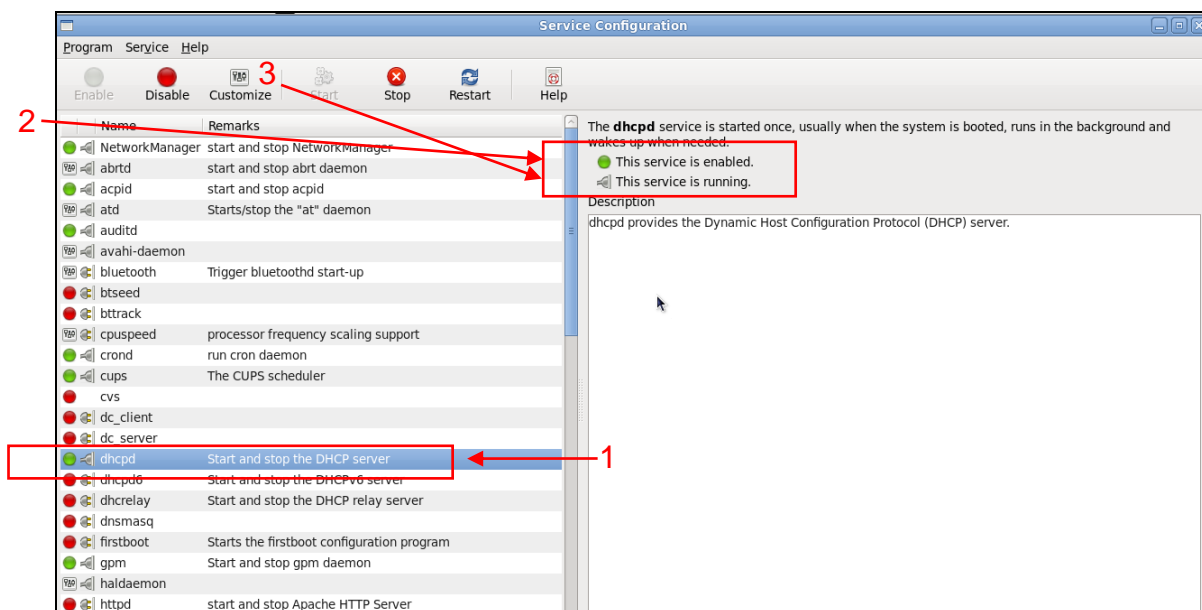 Service Configuration
Program Service Help
Enable Disable Customize Start Stop Restart Help
3
2
Name Remarks
NetworkManager start and stop NetworkManager
abrtd start and stop abrt daemon
acpid start and stop acpid
atd Starts/stop the "at" daemon
auditd
avahi-daemon
bluetooth Trigger bluetoothd start-up
btseed
bttrack
cpuspeed processor frequency scaling support
crond run cron daemon
cups The CUPS scheduler
cvs
dc_client
dc_server
dhcpd Start and stop the DHCP server
1
dhcpd6 Start and stop the DHCPv6 server
dhcrelay Start and stop the DHCP relay server
dnsmasq
firstboot Starts the firstboot configuration program
gpm Start and stop gpm daemon
haldaemon
httpd start and stop Apache HTTP Server
The dhcpd service is started once, usually when the system is booted, runs in the background and
wakes up when needed.
This service is enabled.
This service is running.
Description
dhcpd provides the Dynamic Host Configuration Protocol (DHCP) server.